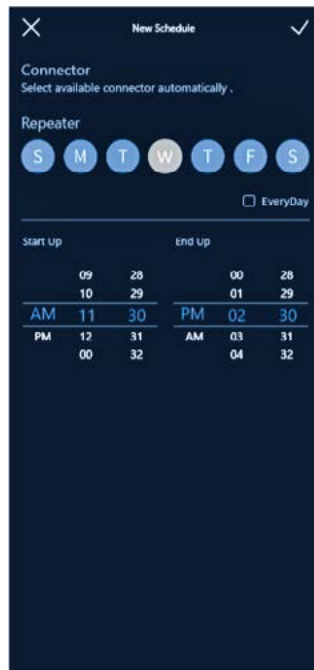 New Schedule
Connector
Select available connector automatically .
Repeater
S M T W T F S
EveryDay
Start Up End Up
09 28 00 28
10 29 01 29
AM 11 30 PM 02 30
PM 12 31 AM 03 31
00 32 04 32